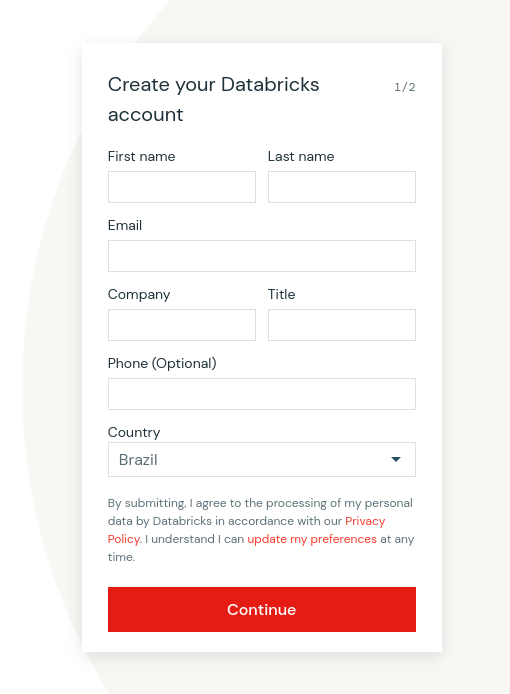 Create your Databricks 1/2
account
First name Last name
Email
Company Title
Phone (Optional)
Country
Brazil
By submitting, I agree to the processing of my personal
data by Databricks in accordance with our Privacy
Policy. I understand I can update my preferences at any
time.
Continue